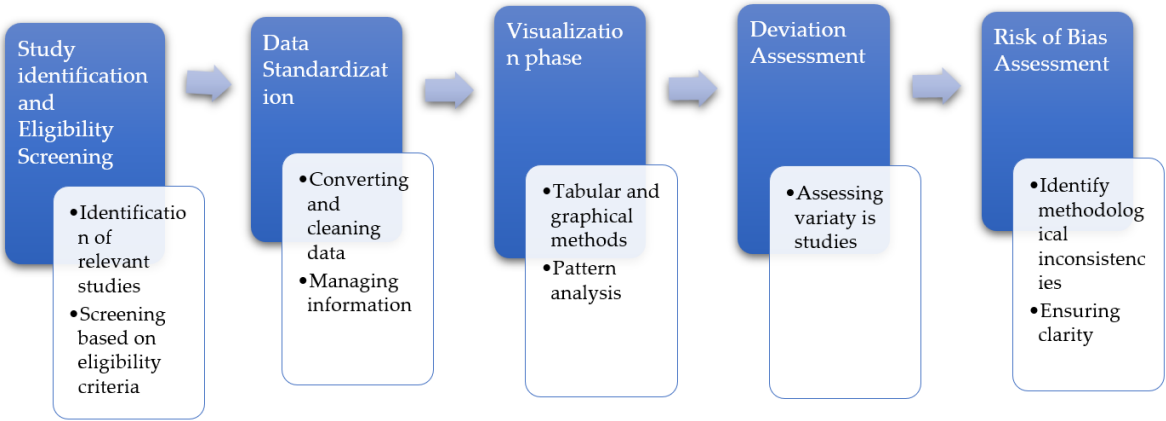 Study
identification
and
Eligibility
Screening
•Identificatio
n of
relevant
studies
•Screening
based on
eligibility
criteria
Data
Standardizat
ion
•Converting
and
cleaning
data
•Managing
information
Visualizatio
n phase
•Tabular and
graphical
methods
•Pattern
analysis
Deviation
Assessment
•Assessing
variaty is
studies
Risk of Bias
Assessment
•Identify
methodolog
ical
inconsistenc
ies
•Ensuring
clarity